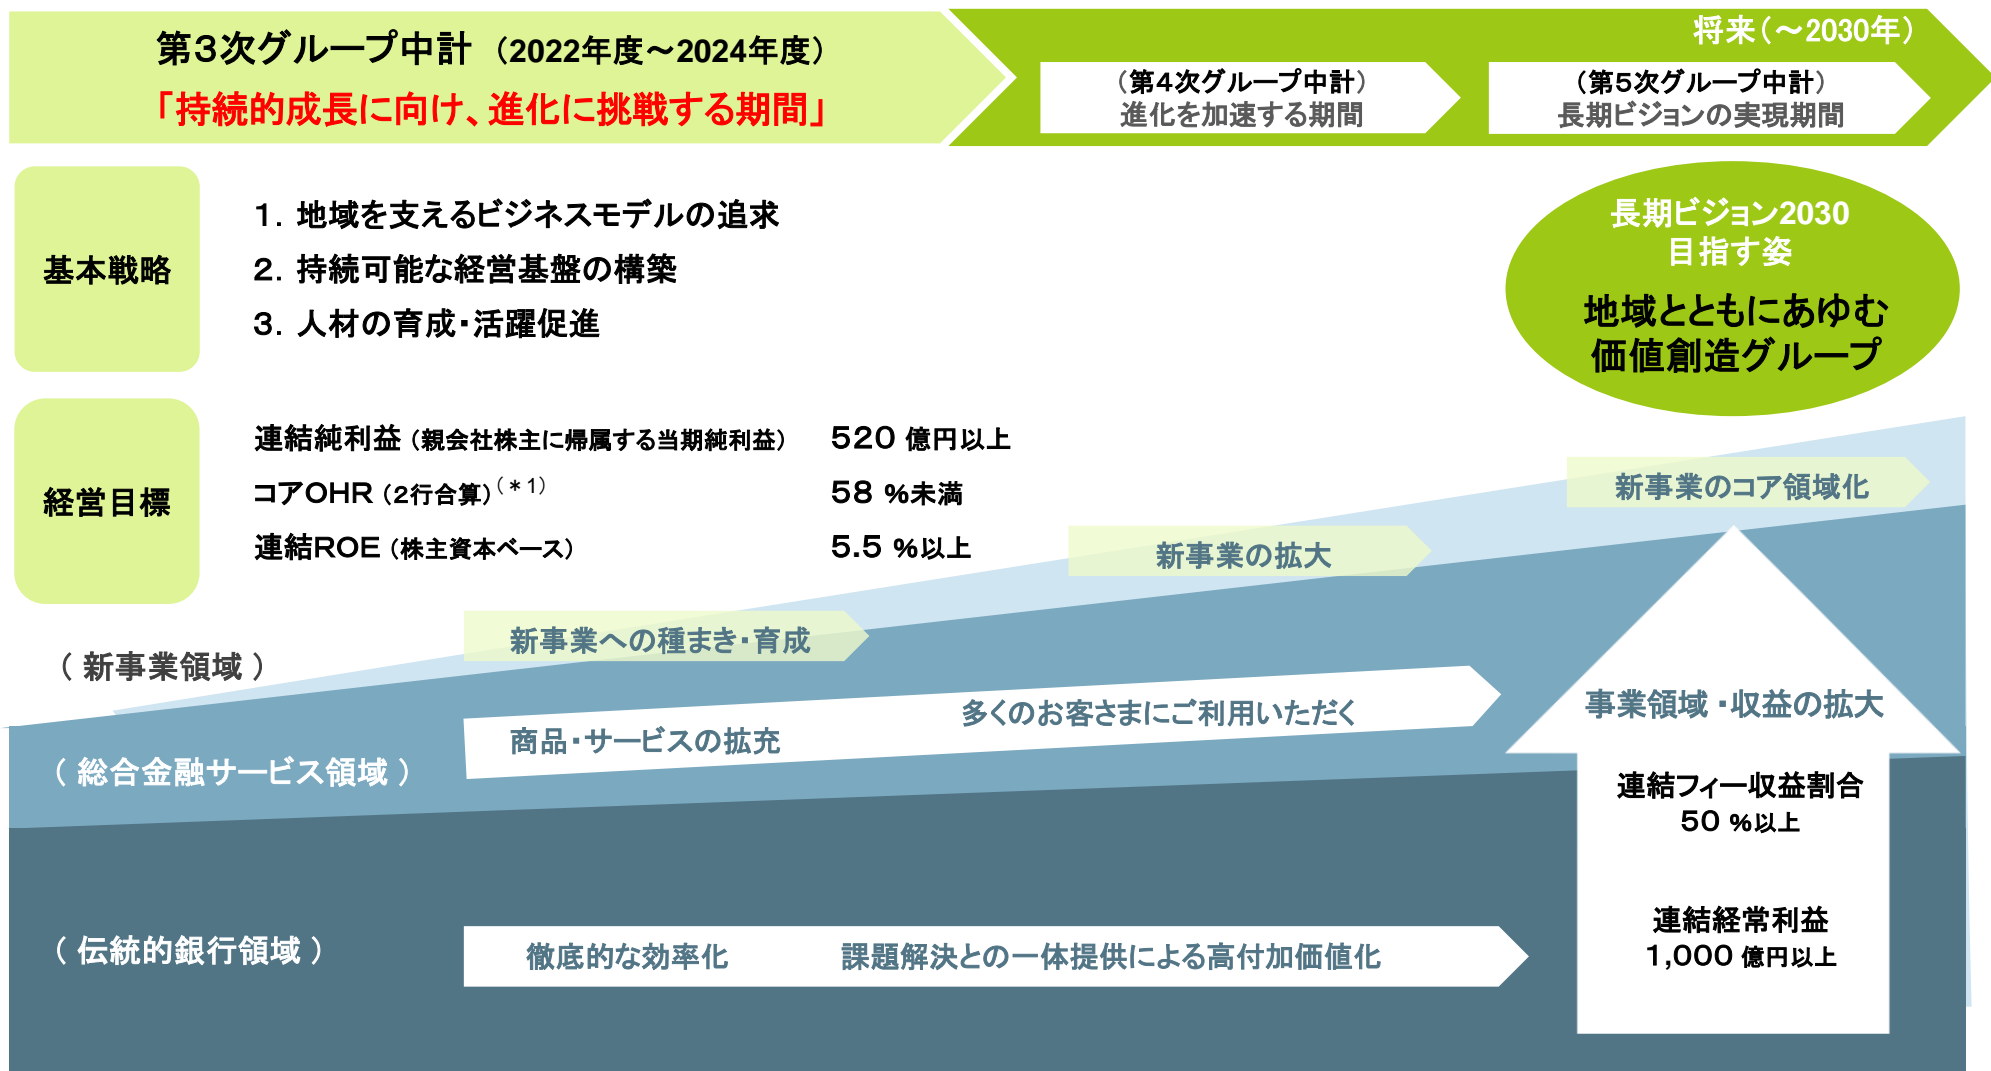 第3次グループ中計 （2022年度～2024年度）
「持続的成長に向け、進化に挑戦する期間」
将来（～2030年）
（第4次グループ中計）
進化を加速する期間
（第5次グループ中計）
長期ビジョンの実現期間
基本戦略
1. 地域を支えるビジネスモデルの追求
2. 持続可能な経営基盤の構築
3. 人材の育成・活躍促進
長期ビジョン2030
目指す姿
地域とともにあゆむ
価値創造グループ
経営目標
連結純利益（親会社株主に帰属する当期純利益） 520 億円以上
コアOHR（2行合算）（＊1） 58 %未満
連結ROE（株主資本ベース） 5.5 %以上
新事業のコア領域化
新事業の拡大
新事業への種まき・育成
（ 新事業領域 ）
事業領域 ・収益の拡大
多くのお客さまにご利用いただく
商品・サービスの拡充
（ 総合金融サービス領域 ）
連結フィー収益割合
50 %以上
連結経常利益
1,000 億円以上
（ 伝統的銀行領域 ）
徹底的な効率化 課題解決との一体提供による高付加価値化